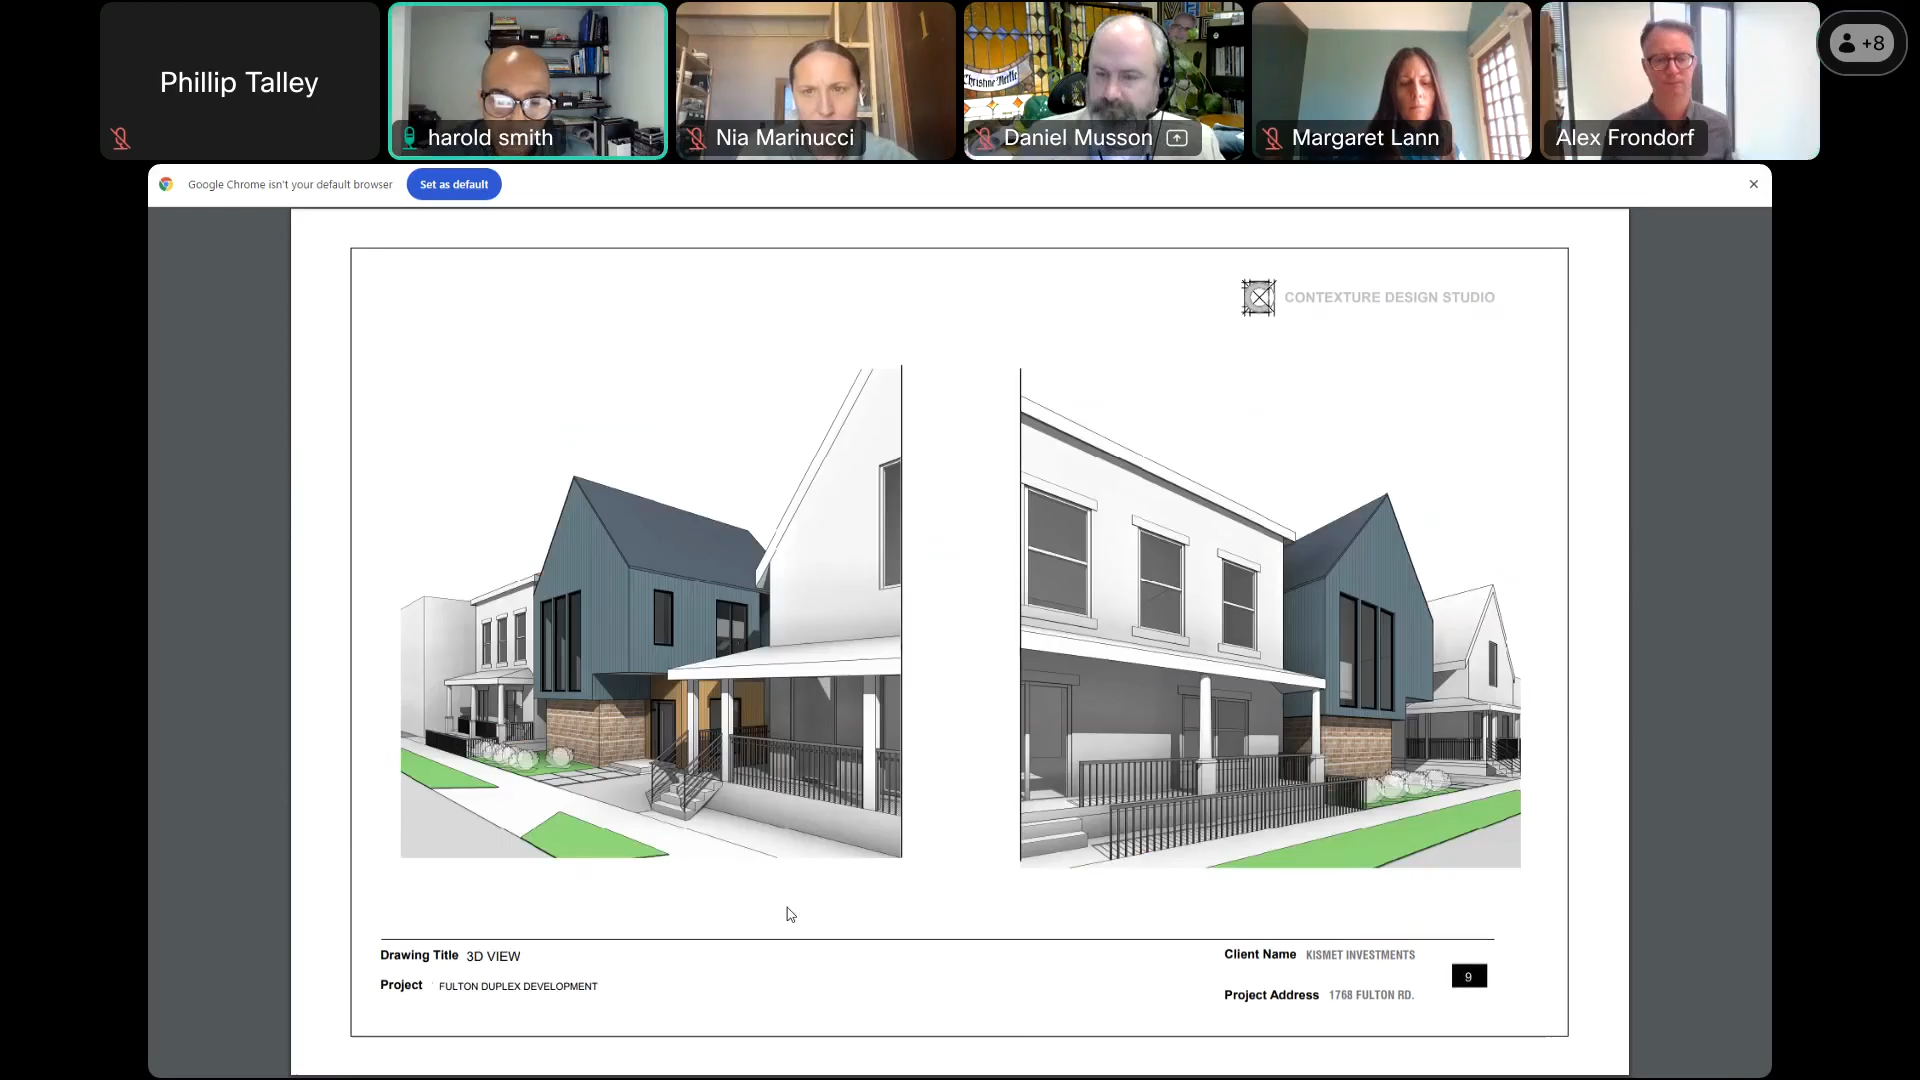 Phillip Talley
harold smith
Nia Marinucci
Christine Merkle
Daniel Musson
Margaret Lann
Alex Frondorf
+8
Google Chrome isn't your default browser
Set as default
CONTEXTURE DESIGN STUDIO
Drawing Title 3D VIEW
Project FULTON DUPLEX DEVELOPMENT
Client Name KISMET INVESTMENTS
9
Project Address 1768 FULTON RD.